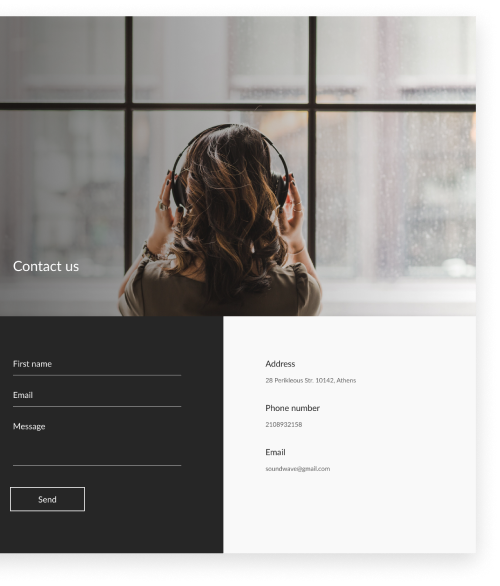 Contact us
First name
Email
Message
Send
Address
28 Perikleous Str. 10142, Athens
Phone number
2108932158
Email
soundwave@gmail.com